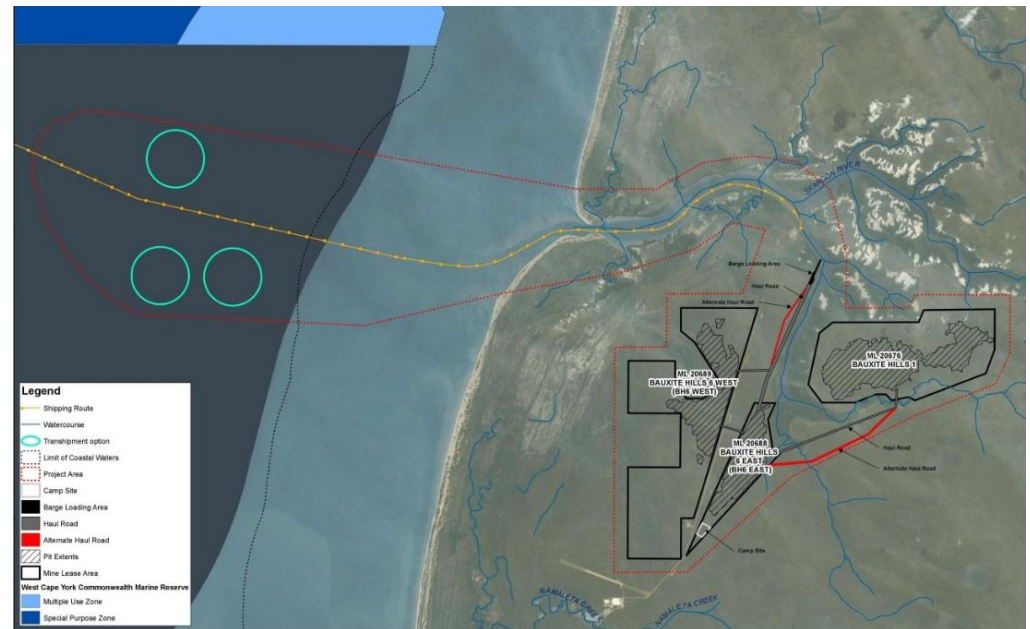 SKARDON RIVER
Barge Loading Area
Haul Road
Alternate Haul Road
ML 20676
BAUXITE HILLS 1
ML 20689
BAUXITE HILLS 6 WEST
(BH6 WEST)
ML 20688
BAUXITE HILLS
6 EAST
(BH6 EAST)
Haul Road
Alternate Haul Road
Camp Site
NAMALETA CREEK
NAMALETA CREEK
Legend
Shipping Route
Watercourse
Transhipment option
Limit of Coastal Waters
Project Area
Camp Site
Barge Loading Area
Haul Road
Alternate Haul Road
Pit Extents
Mine Lease Area
West Cape York Commonwealth Marine Reserve
Multiple Use Zone
Special Purpose Zone